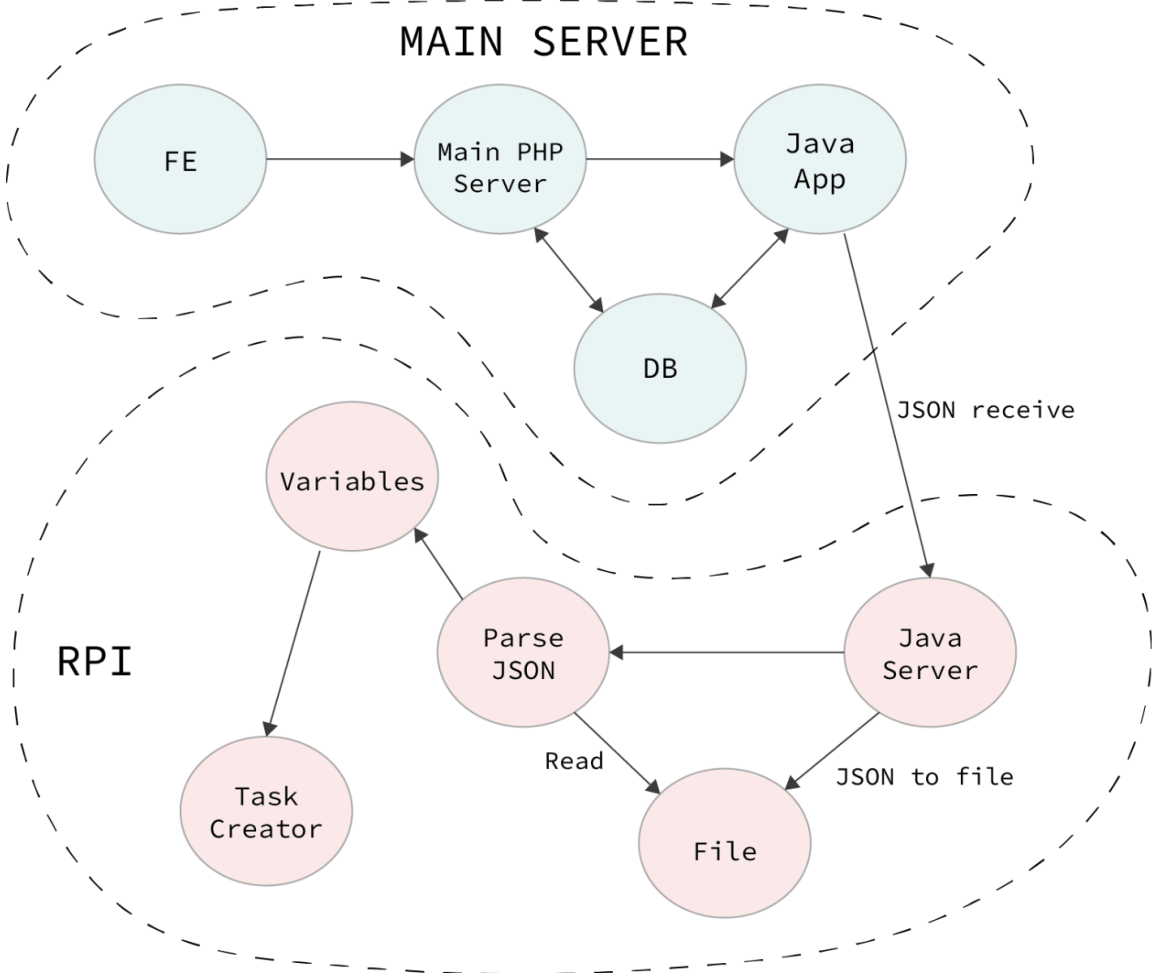 MAIN SERVER
FE
Main PHP
Server
Java
App
DB
JSON receive
Variables
RPI
Parse
JSON
Java
Server
Read
JSON to file
Task
Creator
File